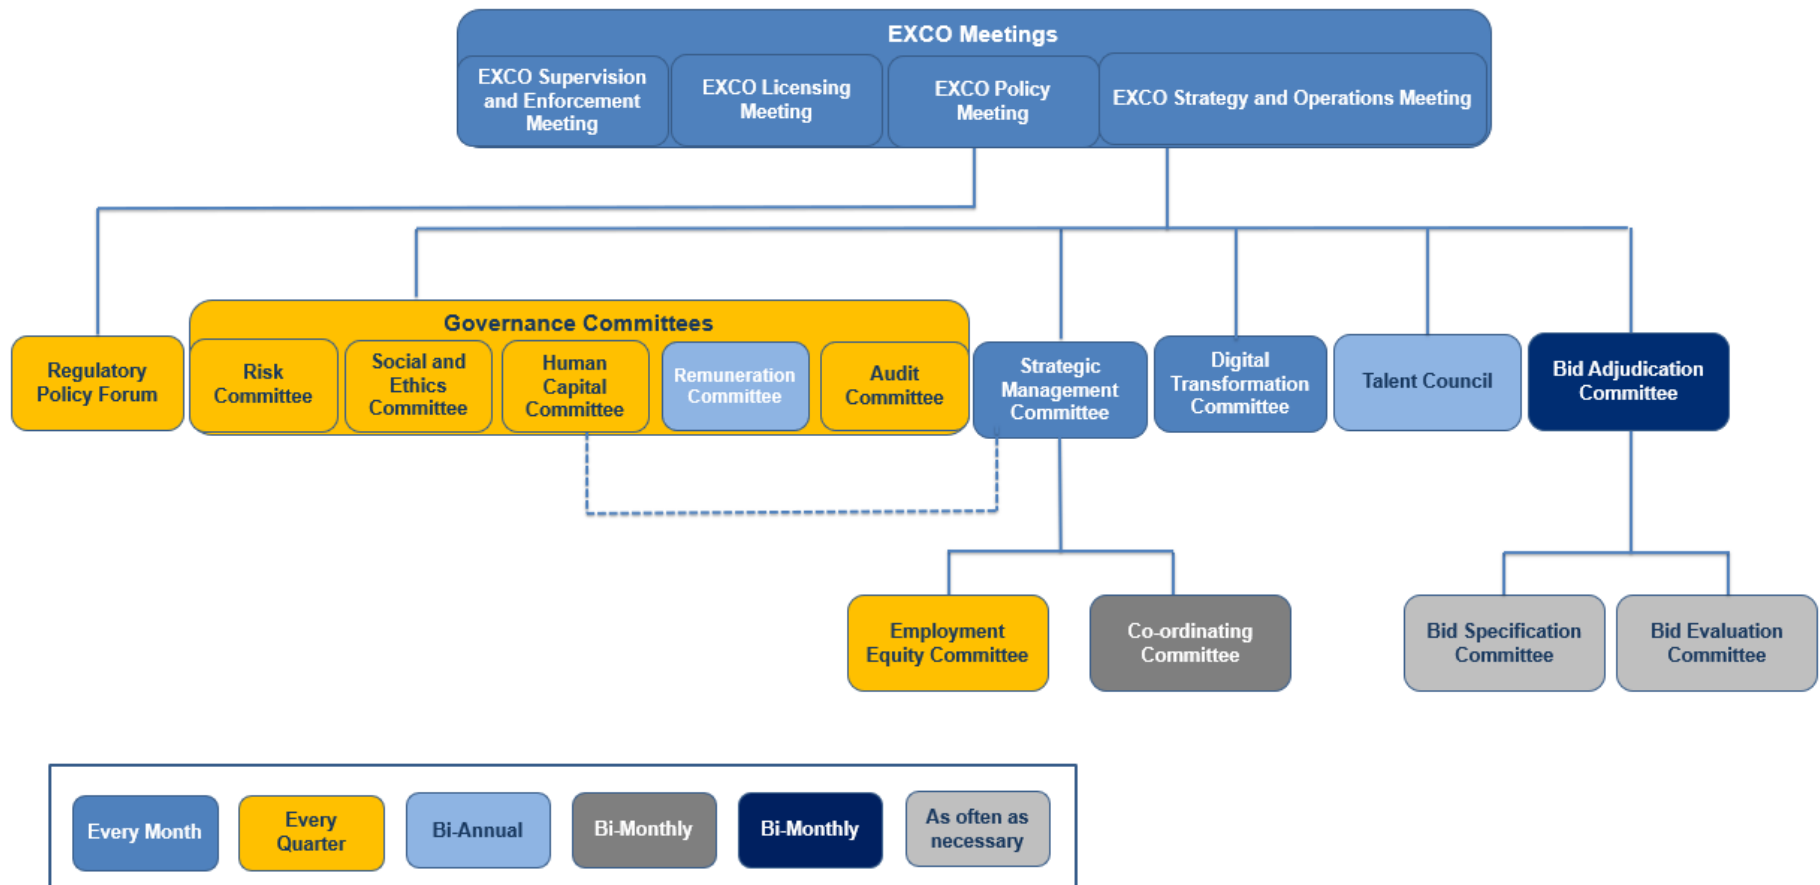 EXCO Meetings
EXCO Supervision
and Enforcement
Meeting
EXCO Licensing
Meeting
EXCO Policy
Meeting
EXCO Strategy and Operations Meeting
Regulatory
Policy Forum
Governance Committees
Risk
Committee
Social and
Ethics
Committee
Human
Capital
Committee
Remuneration
Committee
Audit
Committee
Strategic
Management
Committee
Digital
Transformation
Committee
Talent Council
Bid Adjudication
Committee
Employment
Equity Committee
Co-ordinating
Committee
Bid Specification
Committee
Bid Evaluation
Committee
Every Month
Every
Quarter
Bi-Annual
Bi-Monthly
Bi-Monthly
As often as
necessary